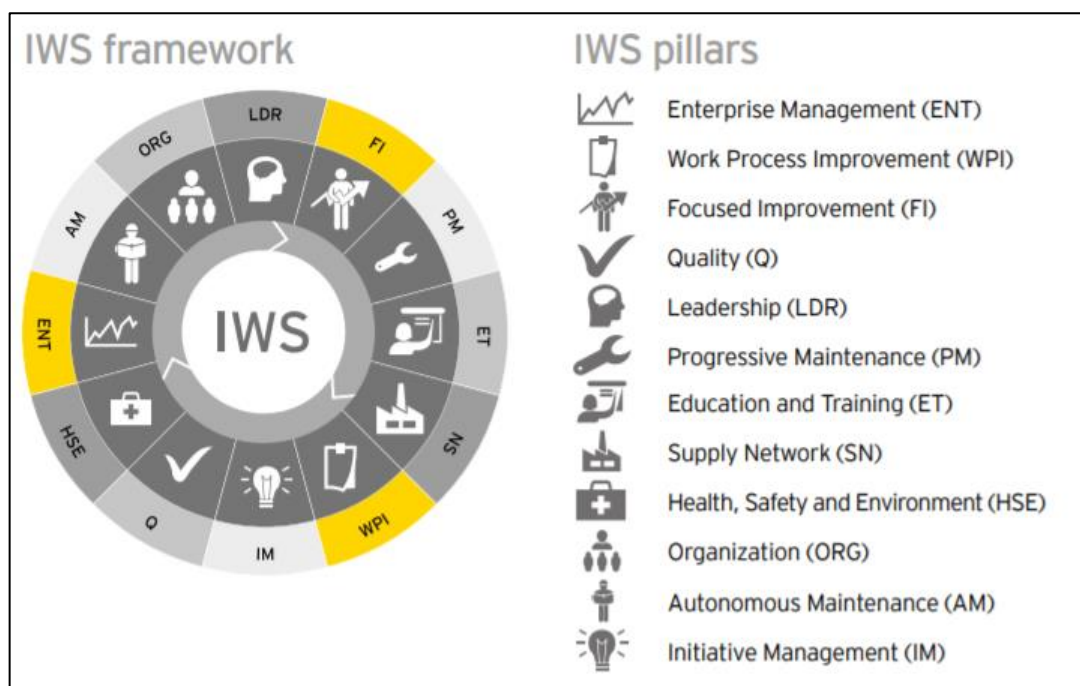 IWS framework
LDR
FI
PM
ET
SN
WPI
IM
Q
HSE
ENT
AM
ORG
IWS
IWS pillars
Enterprise Management (ENT)
Work Process Improvement (WPI)
Focused Improvement (FI)
Quality (Q)
Leadership (LDR)
Progressive Maintenance (PM)
Education and Training (ET)
Supply Network (SN)
Health, Safety and Environment (HSE)
Organization (ORG)
Autonomous Maintenance (AM)
Initiative Management (IM)